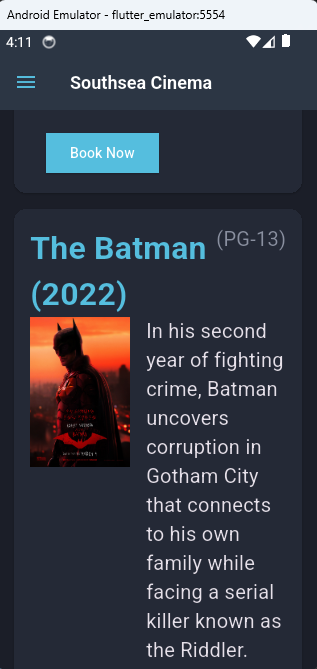 Android Emulator - flutter_emulator:5554
4:11
Southsea Cinema
Book Now
The Batman (PG-13)
(2022)
In his second
year of fighting
crime, Batman
uncovers
corruption in
Gotham City
that connects
to his own
family while
facing a serial
killer known as
the Riddler.